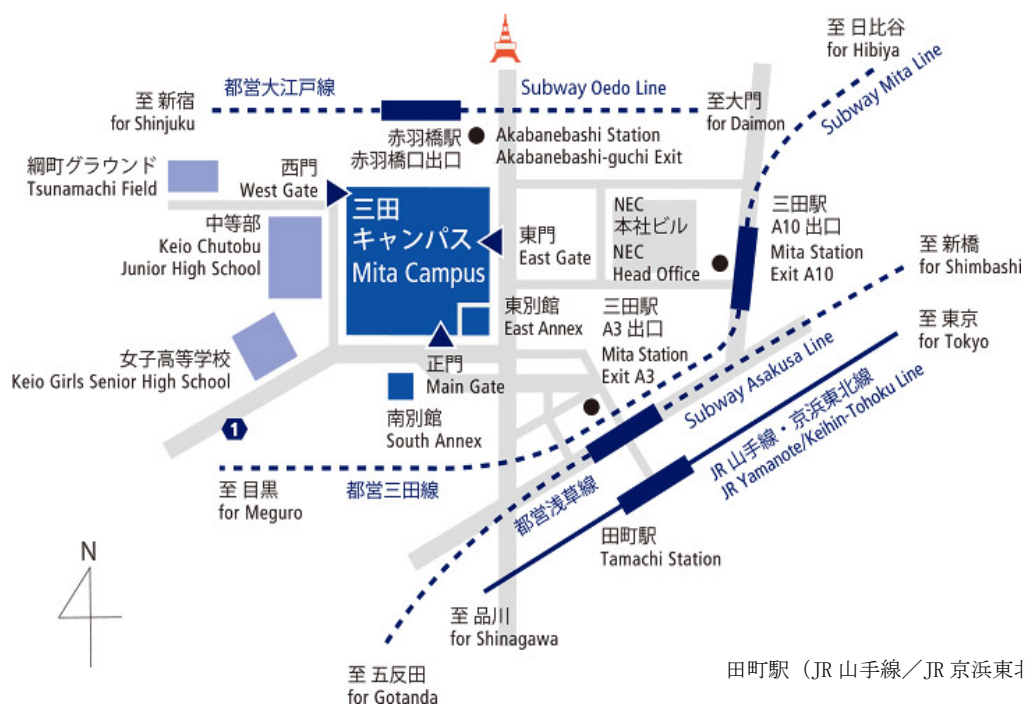 至 日比谷
for Hibiya
Subway Mita Line
都営大江戸線
Subway Oedo Line
至 新宿
for Shinjuku
至大門
for Daimon
赤羽橋駅
赤羽橋口出口
Akabanebashi Station
Akabanebashi-guchi Exit
綱町グラウンド
Tsunamachi Field
西門
West Gate
三田
キャンパス
Mita Campus
中等部
Keio Chutobu
Junior High School
東門
East Gate
NEC
本社ビル
NEC
Head Office
三田駅
A10 出口
Mita Station
Exit A10
至 新橋
for Shimbashi
東別館
East Annex
三田駅
A3 出口
Mita Station
Exit A3
至 東京
for Tokyo
Subway Asakusa Line
女子高等学校
Keio Girls Senior High School
正門
Main Gate
南別館
South Annex
1
JR 山手線・京浜東北線
JR Yamanote/Keihin-Tohoku Line
至 目黒
for Meguro
都営三田線
都営浅草線
田町駅
Tamachi Station
N
至 品川
for Shinagawa
至 五反田
for Gotanda
田町駅（JR 山手線／JR 京浜東